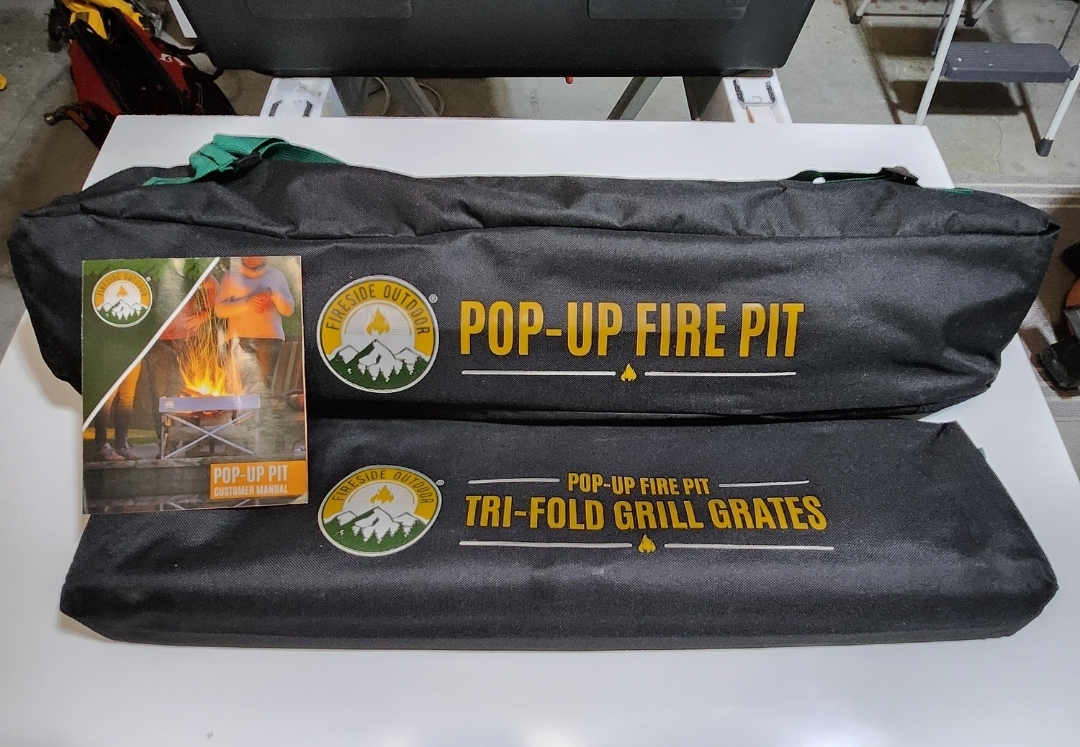 FIRESIDE OUTDOOR®
POP-UP FIRE PIT
FIRESIDE OUTDOOR®
POP-UP PIT
CUSTOMER MANUAL
FIRESIDE OUTDOOR®
POP-UP FIRE PIT
TRI-FOLD GRILL GRATES